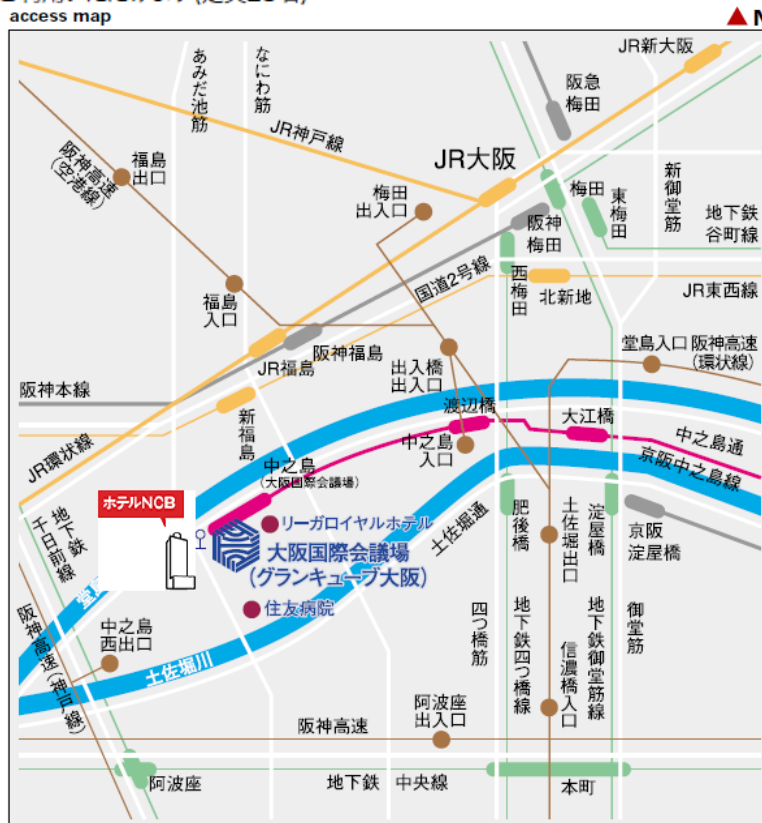 access map
N
JR新大阪
阪急
梅田
あみだ池筋
なにわ筋
JR神戸線
JR大阪
阪神高速
(空港線)
福島
出口
梅田
出入口
梅田
東梅田
新御堂筋
地下鉄
谷町線
阪神
梅田
西梅田
国道2号線
北新地
JR東西線
福島
入口
JR福島
阪神福島
出入橋
出入口
堂島入口
阪神高速
(環状線)
阪神本線
新福島
渡辺橋
大江橋
中之島通
JR環状線
中之島
(大阪国際会議場)
中之島
入口
京阪中之島線
地下鉄
千日前線
ホテルNCB
リーガロイヤルホテル
大阪国際会議場
(グランキューブ大阪)
土佐堀通
肥後橋
土佐堀出口
淀屋橋
京阪
淀屋橋
堂
住友病院
阪神高速(神戸線)
中之島
西出口
土佐堀川
四つ橋筋
地下鉄四つ橋線
信濃橋入口
地下鉄御堂筋線
御堂筋
阪神高速
阿波座
出入口
阿波座
地下鉄 中央線
本町